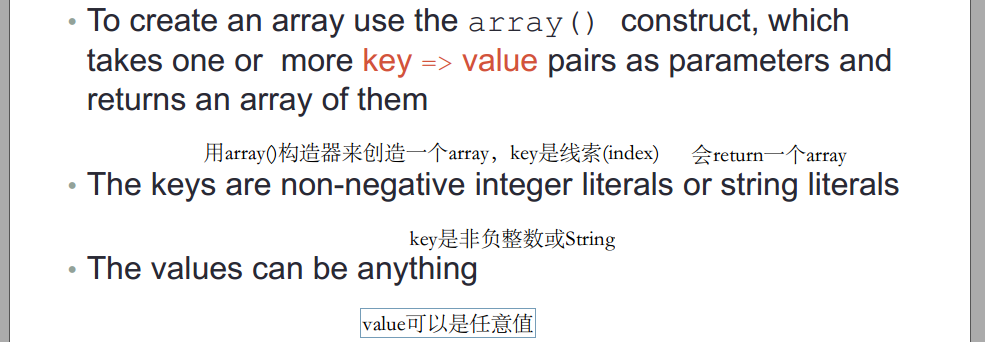 • To create an array use the array() construct, which
takes one or more key => value pairs as parameters and
returns an array of them
用array()构造器来创造一个array，key是线索(index) 会return一个array
• The keys are non-negative integer literals or string literals
key是非负整数或String
• The values can be anything
value可以是任意值